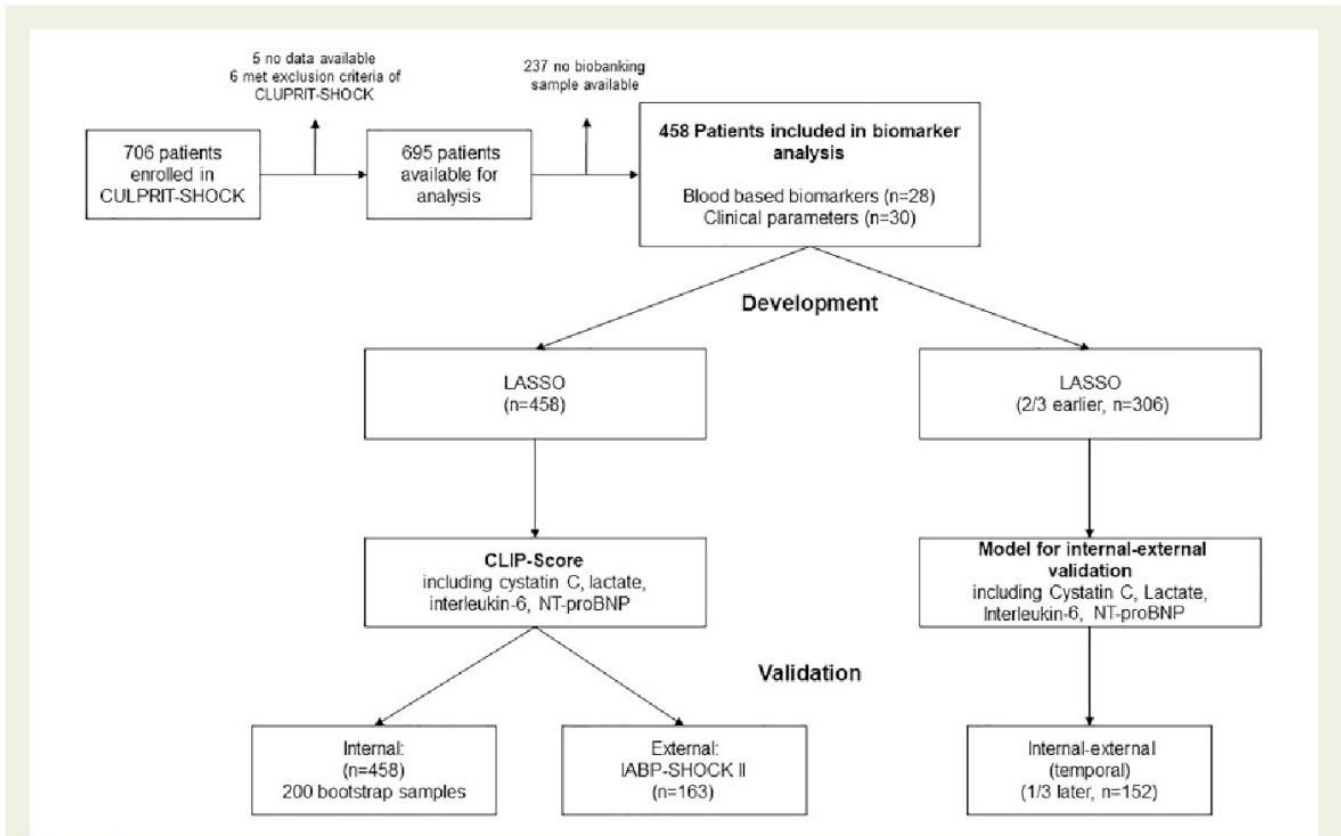 5 no data available
6 met exclusion criteria of
CLUPRIT-SHOCK
237 no biobanking
sample available
706 patients
enrolled in
CULPRIT-SHOCK
695 patients
available for
analysis
458 Patients included in biomarker
analysis
Blood based biomarkers (n=28)
Clinical parameters (n=30)
Development
LASSO
(n=458)
LASSO
(2/3 earlier, n=306)
CLIP-Score
including cystatin C, lactate,
interleukin-6, NT-proBNP
Model for internal-external
validation
including Cystatin C, Lactate,
Interleukin-6, NT-proBNP
Validation
Internal:
(n=458)
200 bootstrap samples
External:
IABP-SHOCK II
(n=163)
Internal-external
(temporal)
(1/3 later, n=152)